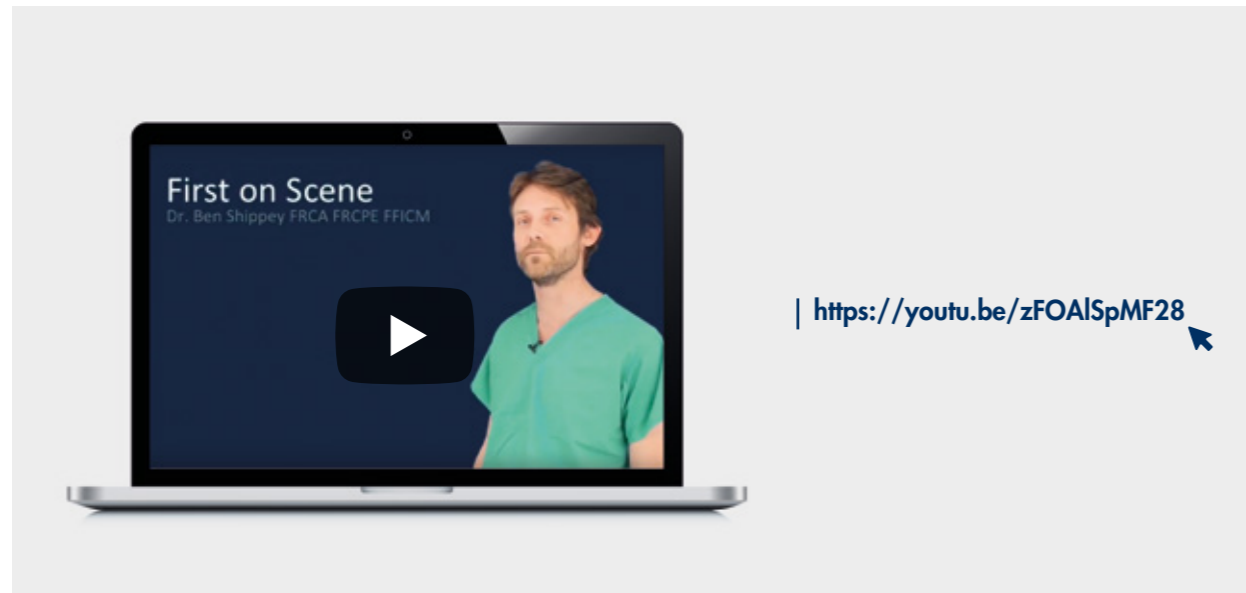 First on Scene
Dr. Ben Shippey FRCA FRCPE FFICM
| https://youtu.be/zFOAlSpMF28